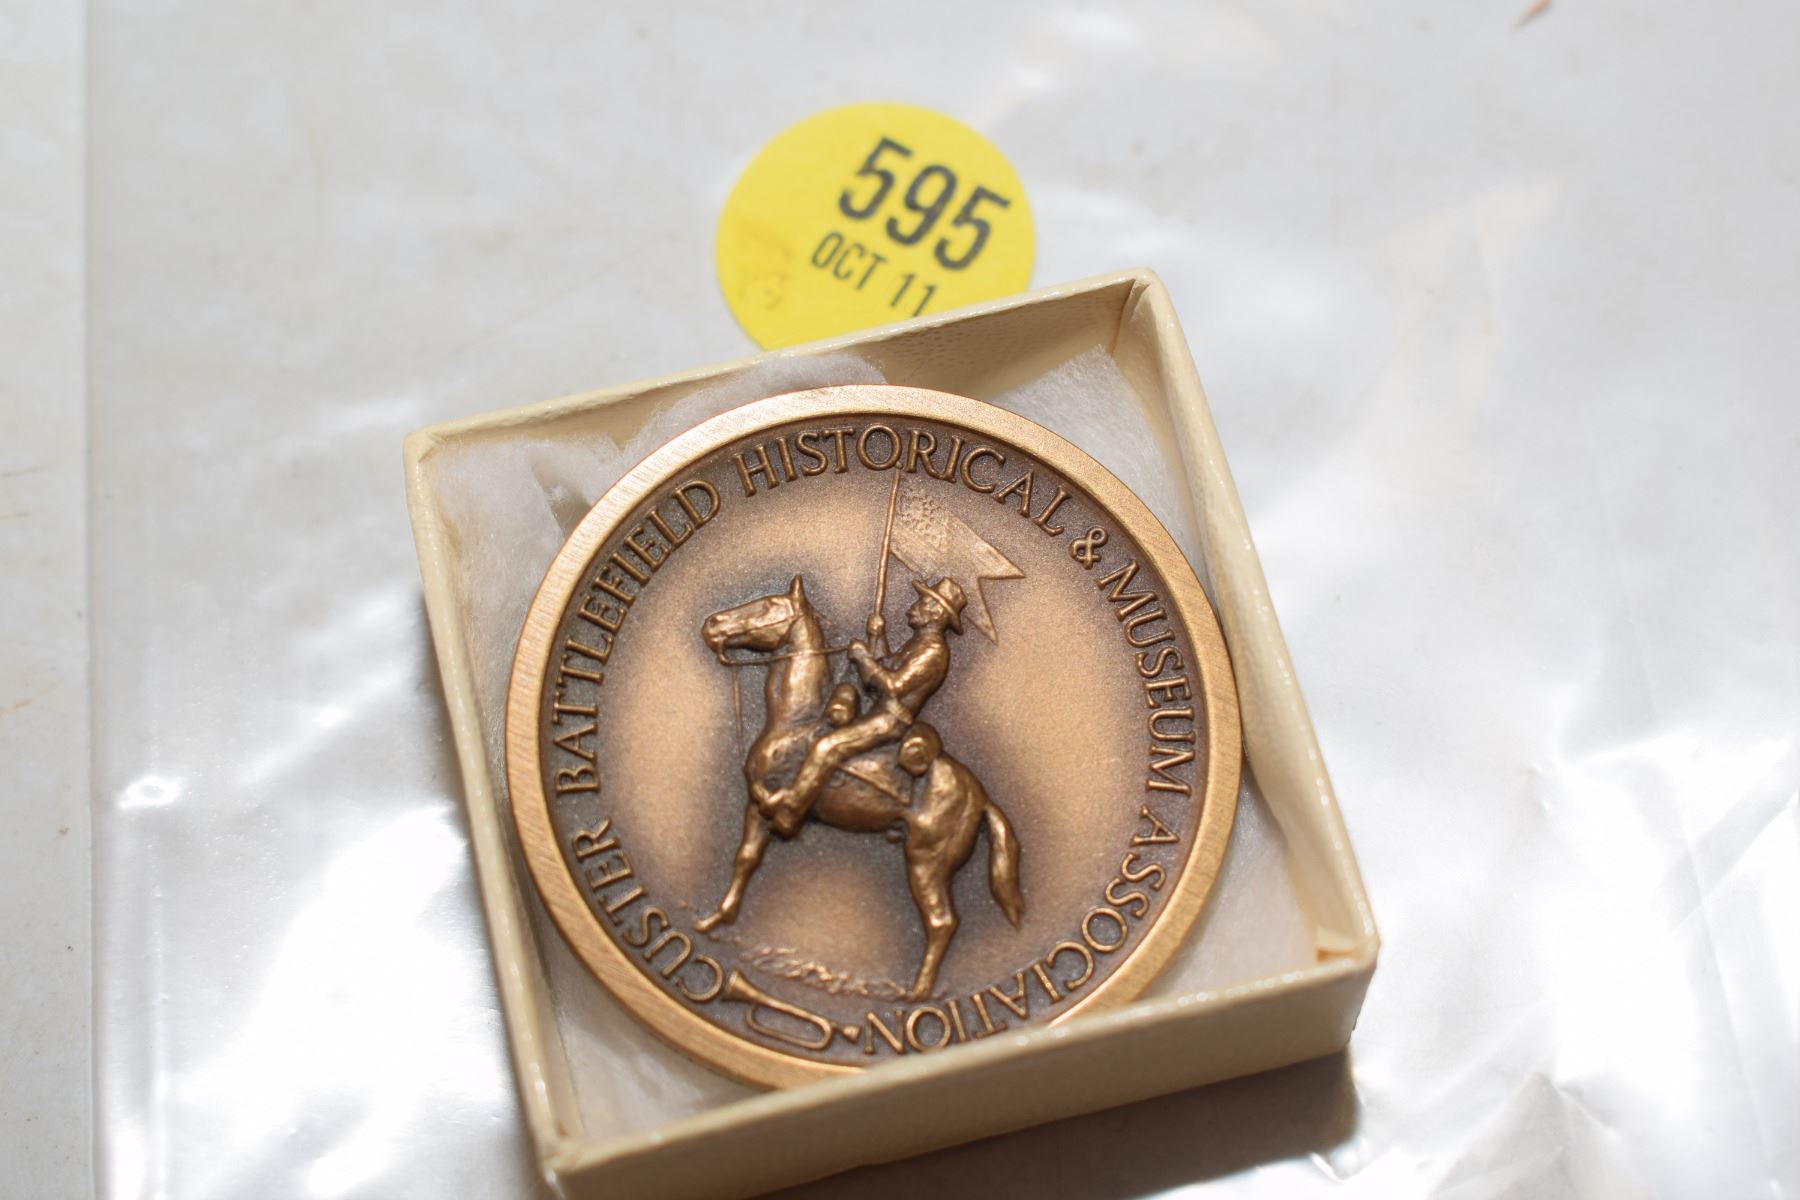 595
OCT 11
CUSTER BATTLEFIELD HISTORICAL & MUSEUM ASSOCIATION